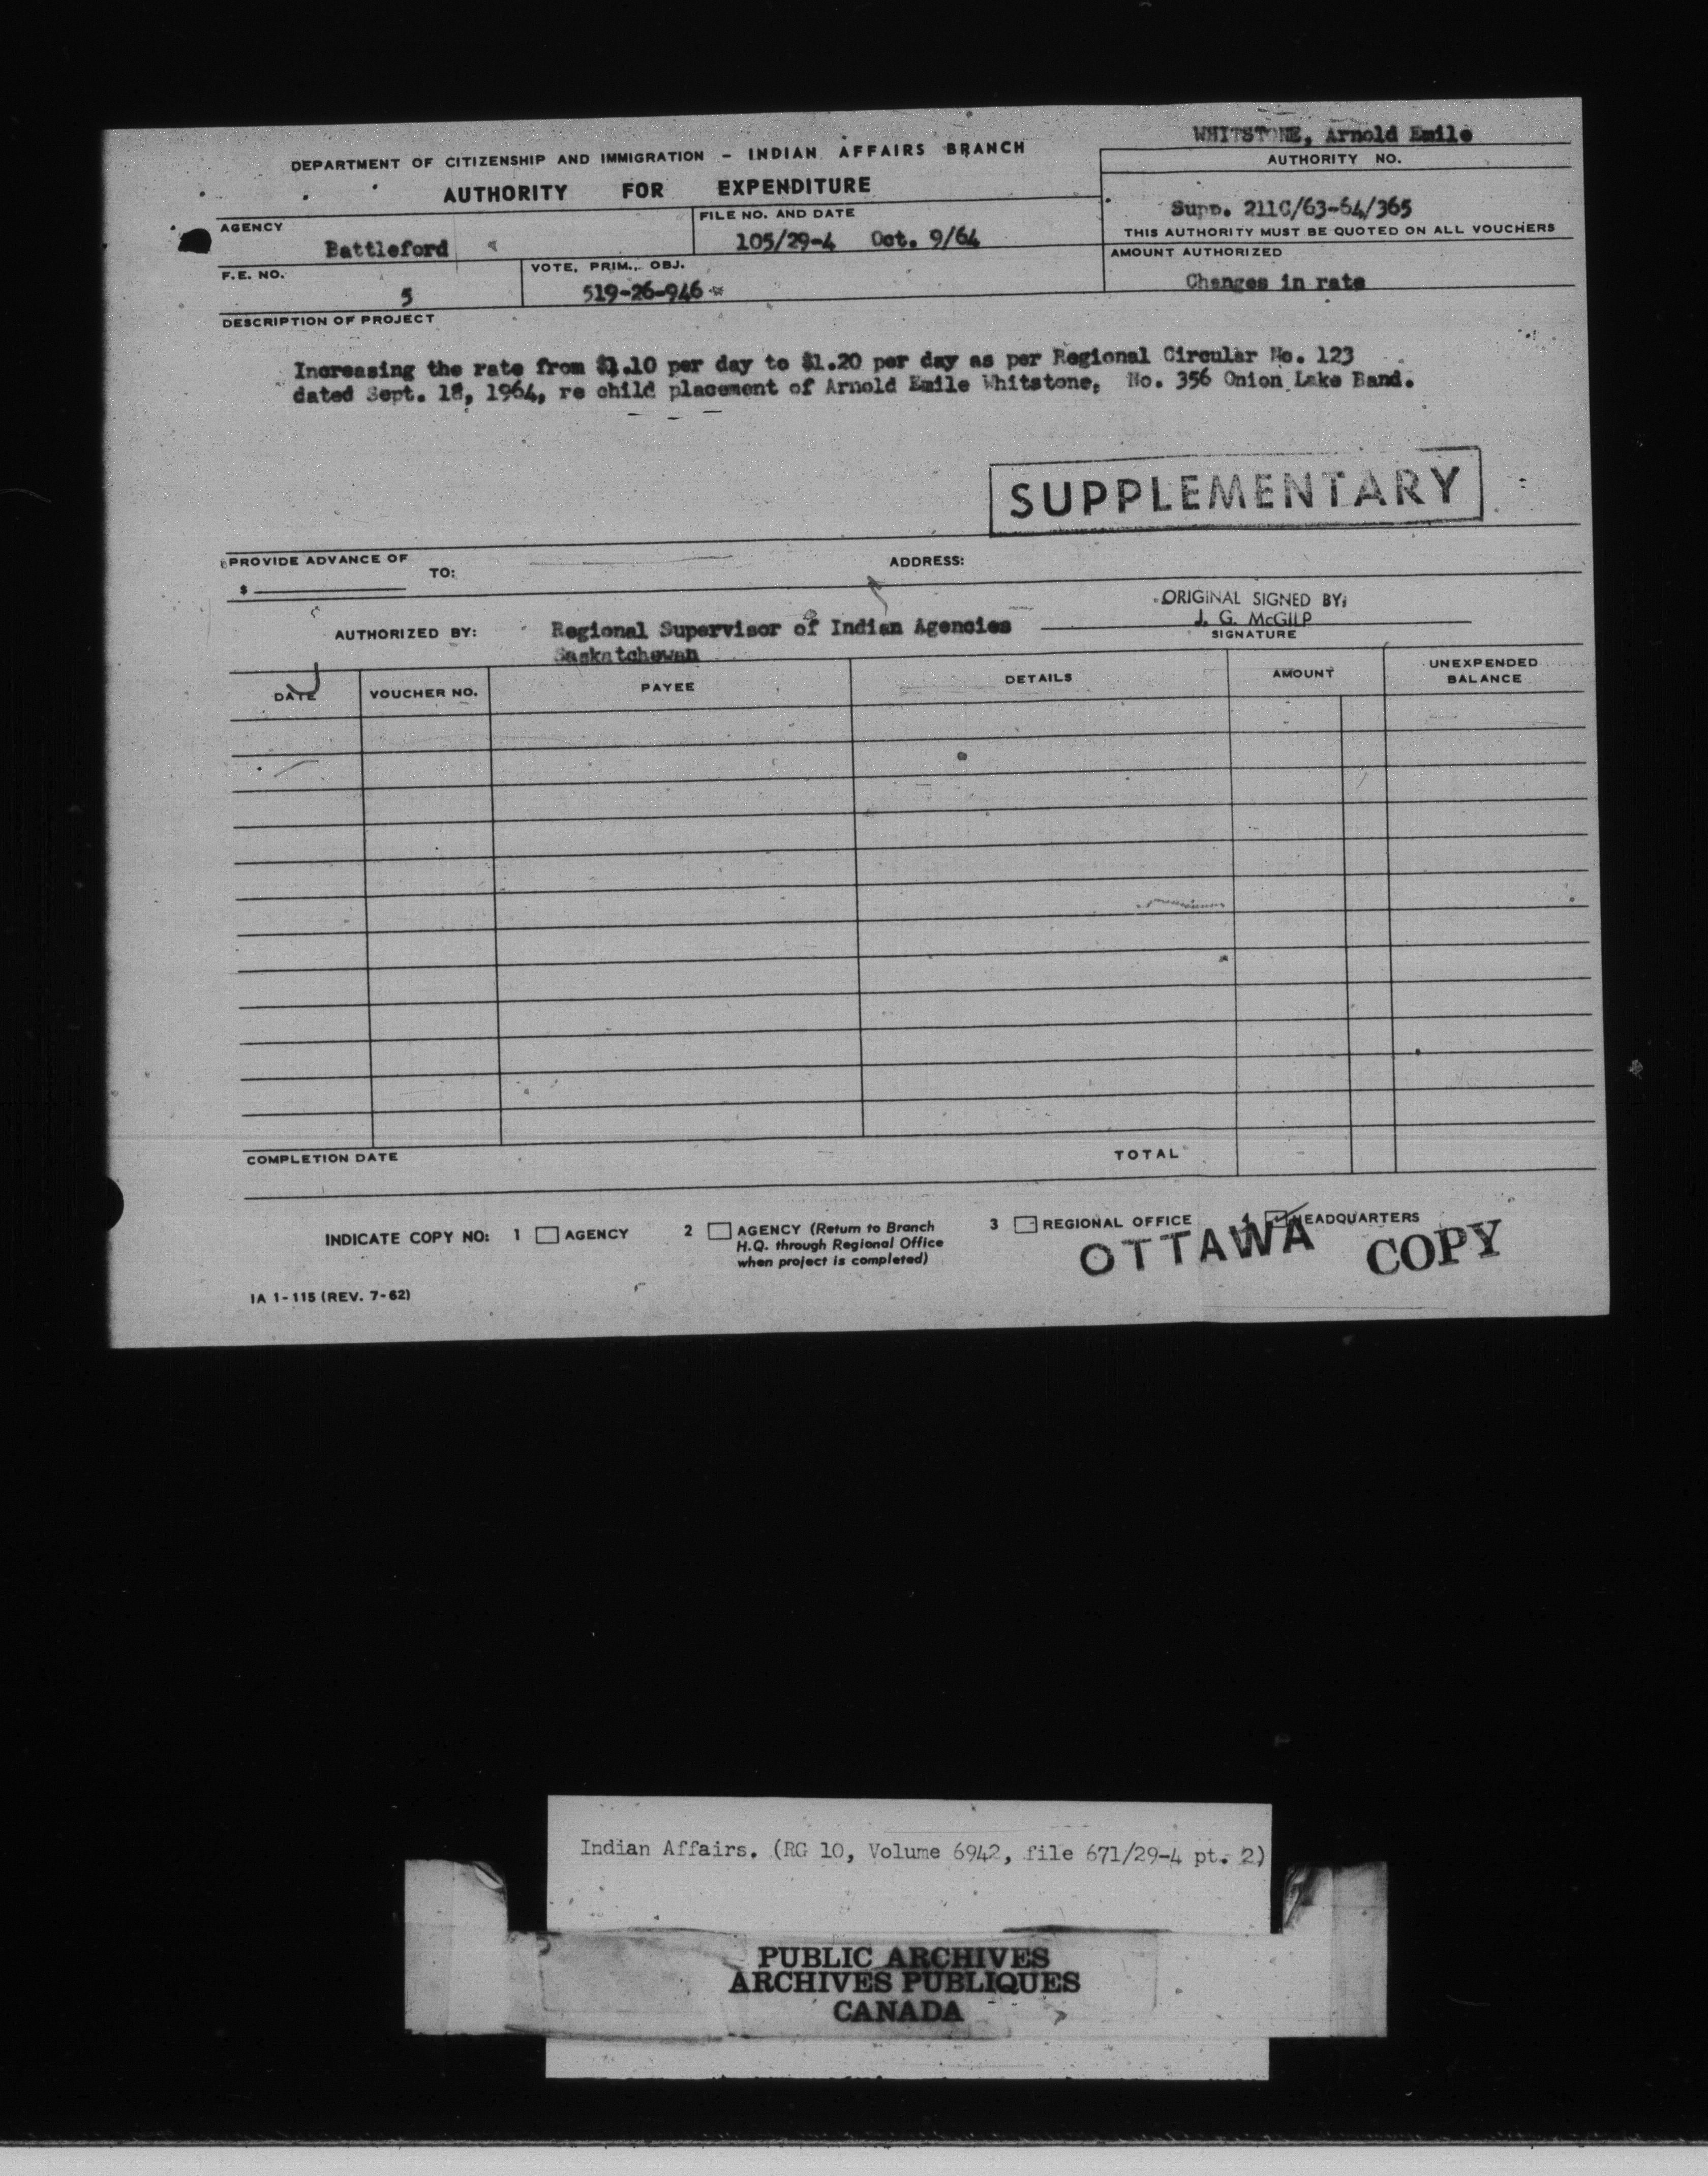 WHITSTONE, Arnold Emile
DEPARTMENT OF CITIZENSHIP AND IMMIGRATION - INDIAN AFFAIRS BRANCH
AUTHORITY FOR EXPENDITURE
AUTHORITY NO.
Supp. 211C/63-64/365
THIS AUTHORITY MUST BE QUOTED ON ALL VOUCHERS
AGENCY
Battleford
FILE NO. AND DATE
105/29-4 Oct. 9/64
AMOUNT AUTHORIZED
Changes in rate
F.E. NO.
5
VOTE, PRIM., OBJ.
519-26-946
DESCRIPTION OF PROJECT
Increasing the rate from $1.10 per day to $1.20 per day as per Regional Circular No. 123
dated Sept. 18, 1964, re child placement of Arnold Emile Whitstone, No. 356 Onion Lake Band.
SUPPLEMENTARY
PROVIDE ADVANCE OF
$
TO:
ADDRESS:
AUTHORIZED BY:
Regional Supervisor of Indian Agencies
Saskatchewan
ORIGINAL SIGNED BY:
J. G. McGILP
SIGNATURE
DATE VOUCHER NO. PAYEE DETAILS AMOUNT UNEXPENDED
BALANCE
COMPLETION DATE TOTAL
INDICATE COPY NO: 1 AGENCY 2 AGENCY (Return to Branch
H.Q. through Regional Office
when project is completed)
3 REGIONAL OFFICE 4 HEADQUARTERS
OTTAWA COPY
IA 1-115 (REV. 7-62)
Indian Affairs. (RG 10, Volume 6942, file 671/29-4 pt. 2)
PUBLIC ARCHIVES
ARCHIVES PUBLIQUES
CANADA